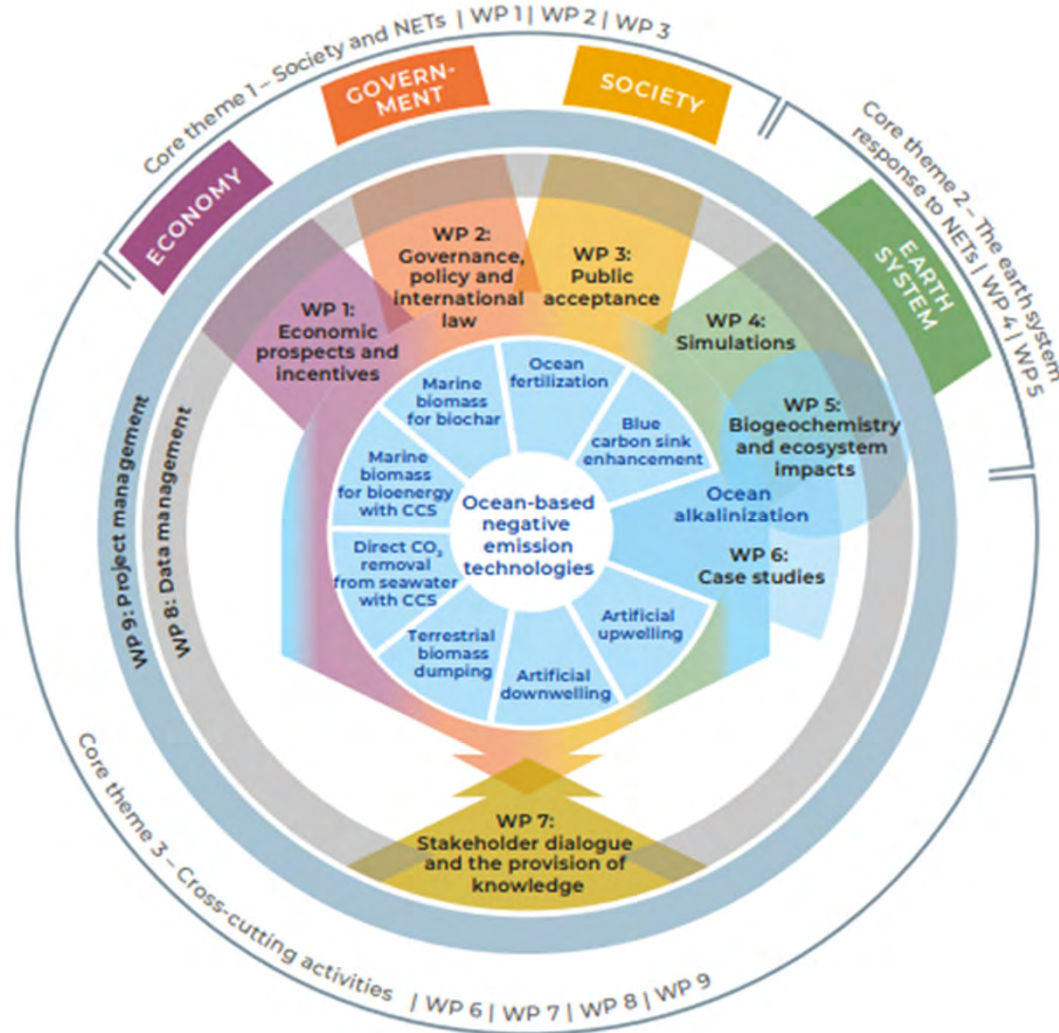 Core theme 1 – Society and NETs | WP 1 | WP 2 | WP 3
Core theme 2 – The earth system
response to NETs | WP 4 | WP 5
ECONOMY
GOVERN-
MENT
SOCIETY
EARTH
SYSTEM
WP 9: Project management
WP 8: Data management
WP 1:
Economic
prospects and
incentives
WP 2:
Governance,
policy and
international
law
WP 3:
Public
acceptance
WP 4:
Simulations
WP 5:
Biogeochemistry
and ecosystem
impacts
WP 6:
Case studies
Ocean-based
negative
emission
technologies
Ocean
fertilization
Blue
carbon sink
enhancement
Ocean
alkalinization
Artificial
upwelling
Artificial
downwelling
Terrestrial
biomass
dumping
Direct CO₂
removal
from seawater
with CCS
Marine
biomass
for bioenergy
with CCS
Marine
biomass
for biochar
WP 7:
Stakeholder dialogue
and the provision of
knowledge
Core theme 3 – Cross-cutting activities | WP 6 | WP 7 | WP 8 | WP 9